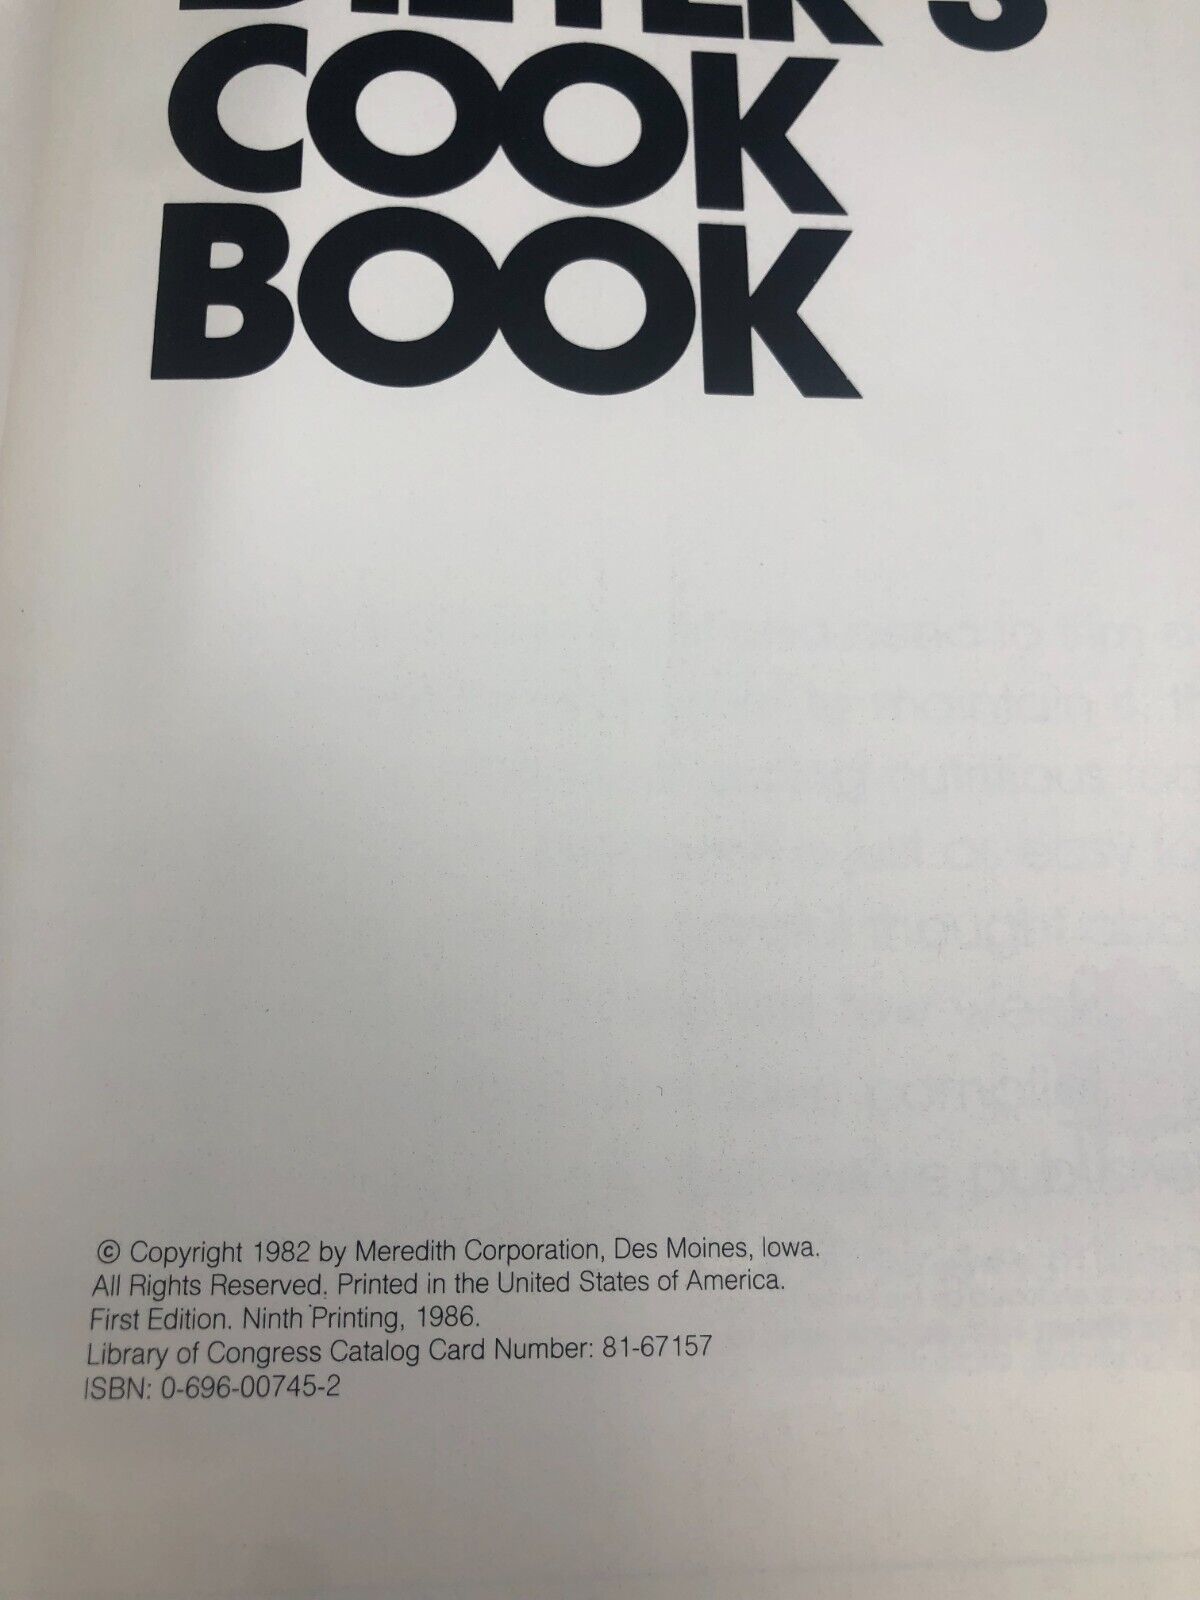 DIETER'S
COOK
BOOK
© Copyright 1982 by Meredith Corporation, Des Moines, Iowa.
All Rights Reserved. Printed in the United States of America.
First Edition. Ninth Printing, 1986.
Library of Congress Catalog Card Number: 81-67157
ISBN: 0-696-00745-2